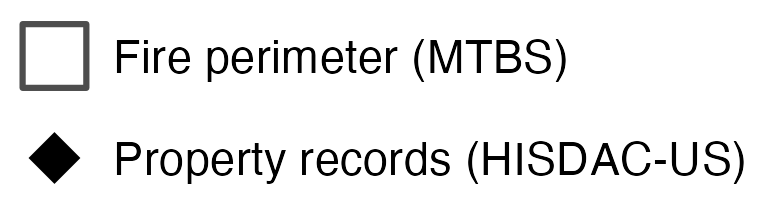 Fire perimeter (MTBS)
Property records (HISDAC-US)